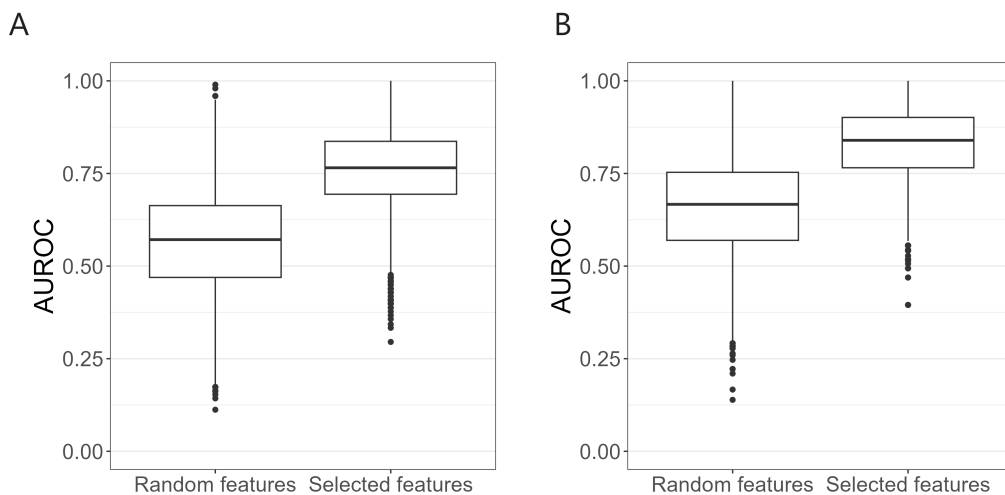 A
B
AUROC
1.00
0.75
0.50
0.25
0.00
Random features
Selected features
AUROC
1.00
0.75
0.50
0.25
0.00
Random features
Selected features